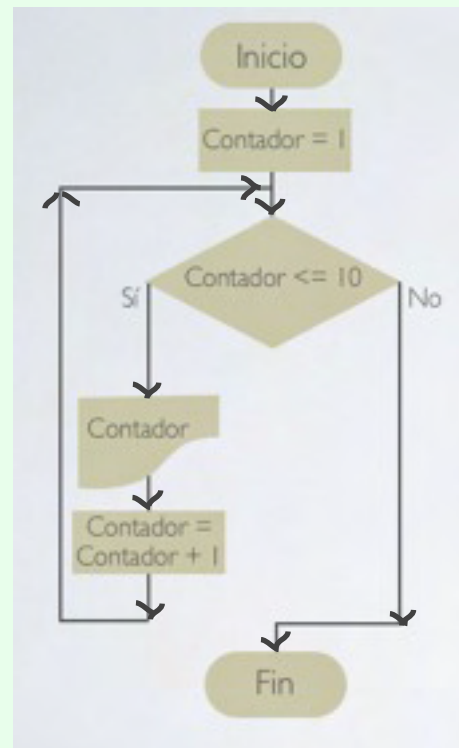 Inicio
Contador = 1
Contador <= 10
Sí
No
Contador
Contador =
Contador + 1
Fin